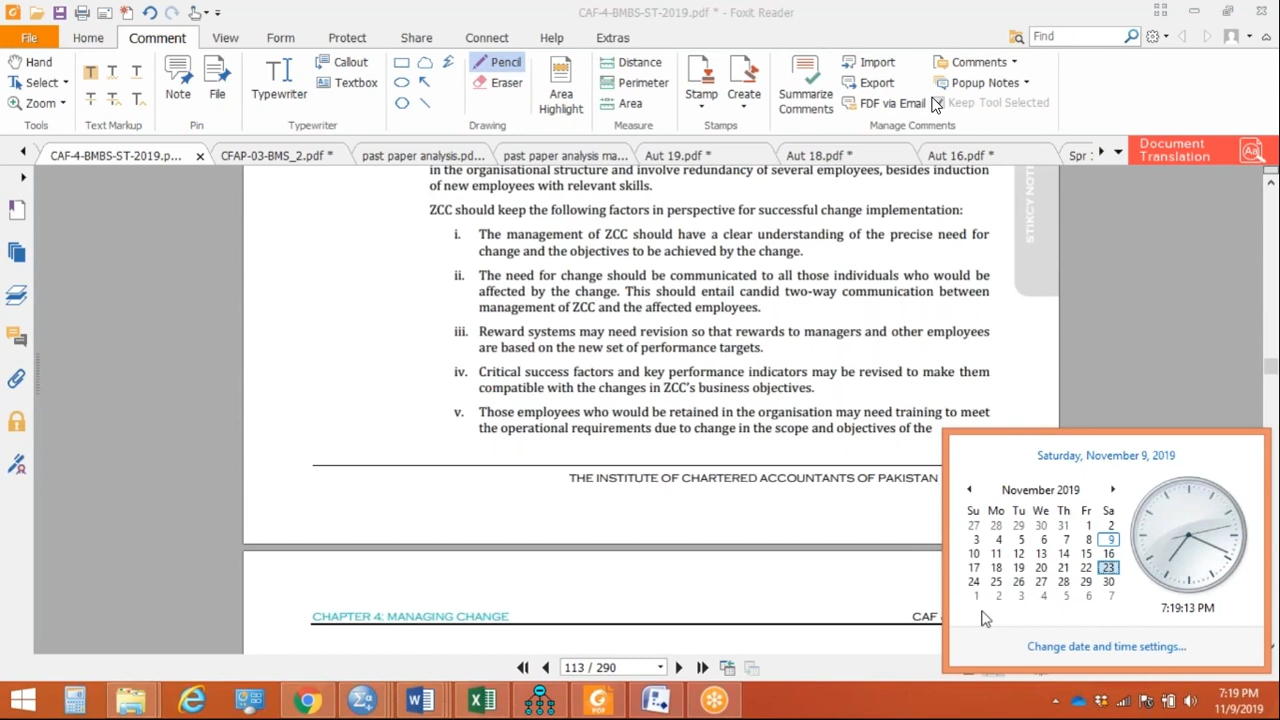 CAF-4-BMBS-ST-2019.pdf * - Foxit Reader
File Home Comment View Form Protect Share Connect Help Extras Find
Hand
Select
Zoom
Tools
Text Markup
Note
File
Pin
Typewriter
Callout
Textbox
Typewriter
Pencil
Eraser
Drawing
Area
Highlight
Distance
Perimeter
Area
Measure
Stamp
Create
Stamps
Summarize
Comments
Import
Export
FDF via Email
Comments
Popup Notes
Keep Tool Selected
Manage Comments
CAF-4-BMBS-ST-2019.p... CFAP-03-BMS_2.pdf * past paper analysis.pd... past paper analysis ma... Aut 19.pdf * Aut 18.pdf * Aut 16.pdf * Spr :
Document
Translation
in the organisational structure and involve redundancy of several employees, besides induction
of new employees with relevant skills.
ZCC should keep the following factors in perspective for successful change implementation:
i. The management of ZCC should have a clear understanding of the precise need for
change and the objectives to be achieved by the change.
ii. The need for change should be communicated to all those individuals who would be
affected by the change. This should entail candid two-way communication between
management of ZCC and the affected employees.
iii. Reward systems may need revision so that rewards to managers and other employees
are based on the new set of performance targets.
iv. Critical success factors and key performance indicators may be revised to make them
compatible with the changes in ZCC's business objectives.
v. Those employees who would be retained in the organisation may need training to meet
the operational requirements due to change in the scope and objectives of the
STIKCY NOT
THE INSTITUTE OF CHARTERED ACCOUNTANTS OF PAKISTAN
CHAPTER 4: MANAGING CHANGE CAF
Saturday, November 9, 2019
November 2019
Su Mo Tu We Th Fr Sa
27 28 29 30 31 1 2
3 4 5 6 7 8 9
10 11 12 13 14 15 16
17 18 19 20 21 22 23
24 25 26 27 28 29 30
1 2 3 4 5 6 7
7:19:13 PM
Change date and time settings...
113 / 290
7:19 PM
11/9/2019